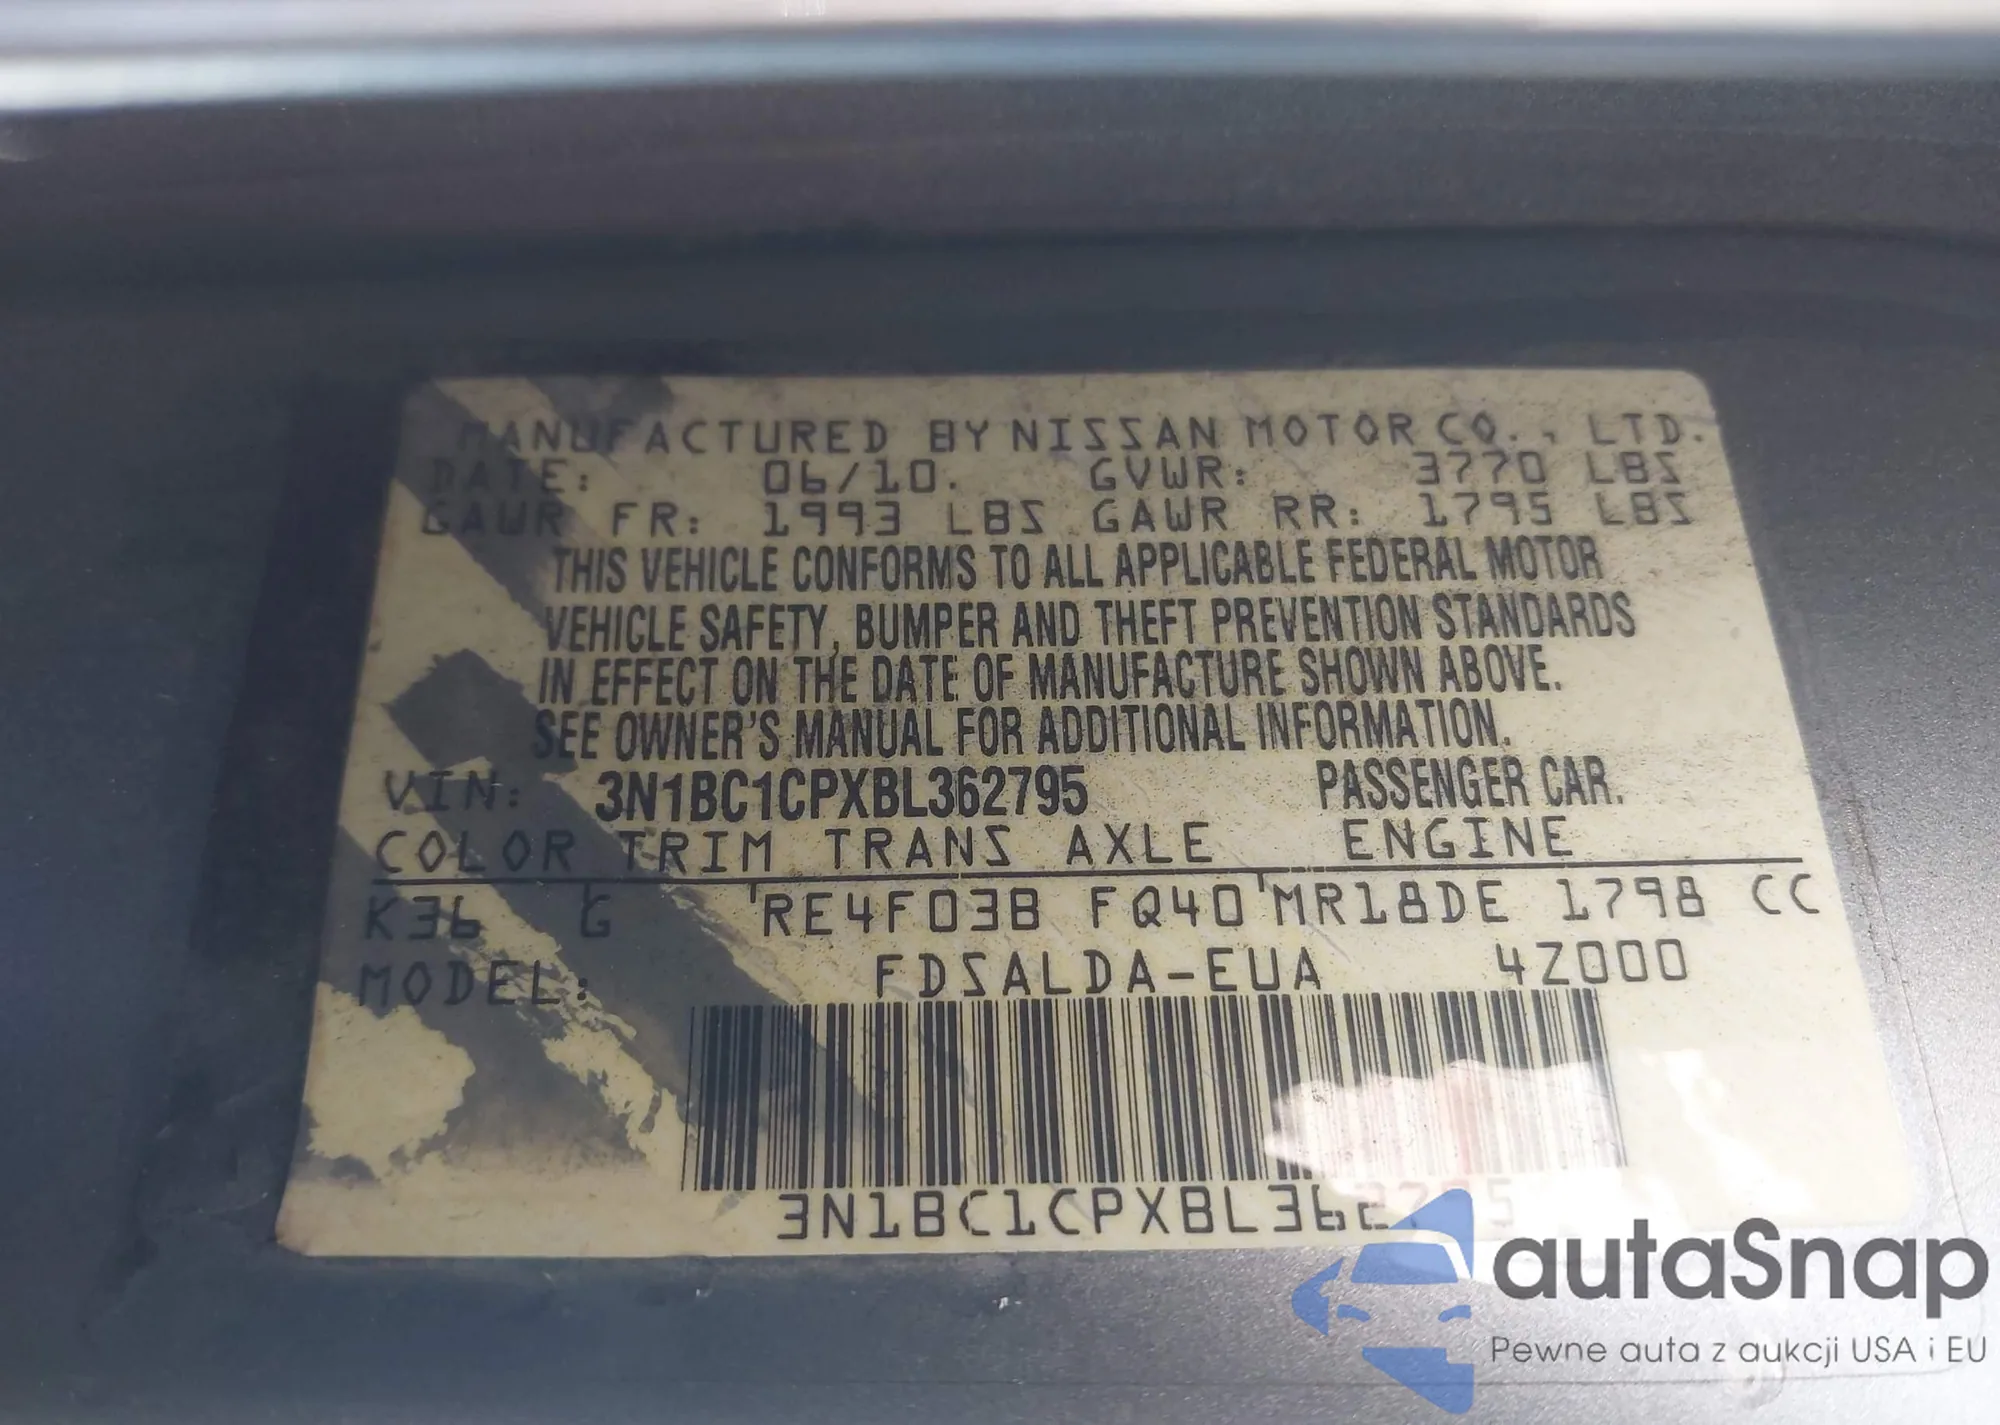 MANUFACTURED BY NISSAN MOTOR CO., LTD.
DATE: 06/10. GVWR: 3770 LBS
GAWR FR: 1993 LBS GAWR RR: 1795 LBS
THIS VEHICLE CONFORMS TO ALL APPLICABLE FEDERAL MOTOR
VEHICLE SAFETY, BUMPER AND THEFT PREVENTION STANDARDS
IN EFFECT ON THE DATE OF MANUFACTURE SHOWN ABOVE.
SEE OWNER'S MANUAL FOR ADDITIONAL INFORMATION.
VIN: 3N1BC1CPXBL362795 PASSENGER CAR.
COLOR TRIM TRANS AXLE ENGINE
K36 G 'RE4F03B FQ40'MR18DE 1798 CC
MODEL: FDSALDA-EUA 4Z000
3N1BC1CPXBL362795
autaSnap
Pewne auta z aukcji USA i EU